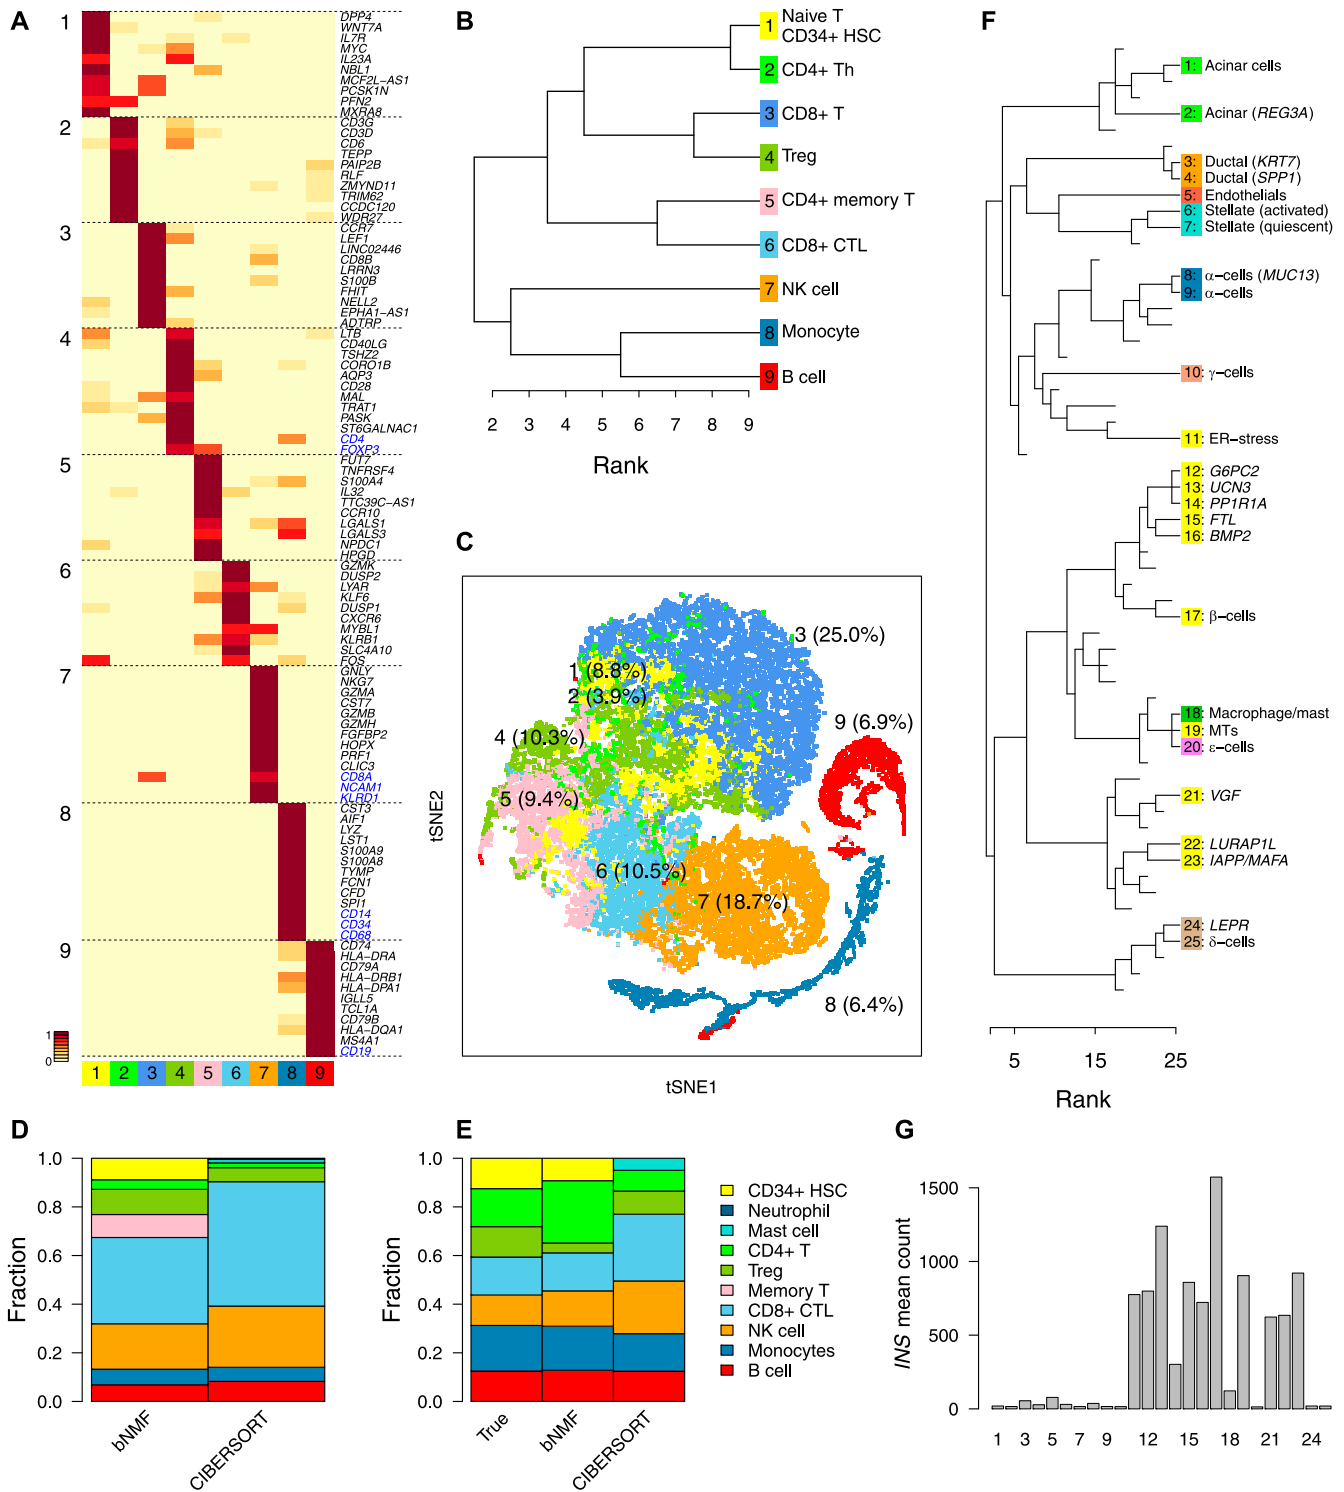 A
1
DPP4
WNT7A
IL7R
MYC
IL23A
NBL1
MCF2L−AS1
PCSK1N
PFN2
MXRA8
2
CD3G
CD3D
CD6
TEPP
PAIP2B
RLF
ZMYND11
TRIM62
CCDC120
WDR27
3
CCR7
LEF1
LINC02446
CD8B
LRRN3
S100B
FHIT
NELL2
EPHA1−AS1
ADTRP
4
LTB
CD40LG
TSHZ2
CORO1B
AQP3
CD28
MAL
TRAT1
PASK
ST6GALNAC1
CD4
FOXP3
5
FUT7
TNFRSF4
S100A4
IL32
TTC39C−AS1
CCR10
LGALS1
LGALS3
NPDC1
HPGD
6
GZMK
DUSP2
LYAR
KLF6
DUSP1
CXCR6
MYBL1
KLRB1
SLC4A10
FOS
7
GNLY
NKG7
GZMA
CST7
GZMB
GZMH
FGFBP2
HOPX
PRF1
CLIC3
CD8A
NCAM1
KLRD1
8
CST3
AIF1
LYZ
LST1
S100A9
S100A8
TYMP
FCN1
CFD
SPI1
CD14
CD34
CD68
9
CD74
HLA−DRA
CD79A
HLA−DRB1
HLA−DPA1
IGLL5
TCL1A
CD79B
HLA−DQA1
MS4A1
CD19
1
0
1 2 3 4 5 6 7 8 9
B
1 Naive T
CD34+ HSC
2 CD4+ Th
3 CD8+ T
4 Treg
5 CD4+ memory T
6 CD8+ CTL
7 NK cell
8 Monocyte
9 B cell
2 3 4 5 6 7 8 9
Rank
C
3 (25.0%)
1 (8.8%)
2 (3.9%)
9 (6.9%)
4 (10.3%)
5 (9.4%)
6 (10.5%)
7 (18.7%)
8 (6.4%)
tSNE2
tSNE1
F
1: Acinar cells
2: Acinar (REG3A)
3: Ductal (KRT7)
4: Ductal (SPP1)
5: Endothelials
6: Stellate (activated)
7: Stellate (quiescent)
8: α−cells (MUC13)
9: α−cells
10: γ−cells
11: ER−stress
12: G6PC2
13: UCN3
14: PP1R1A
15: FTL
16: BMP2
17: β−cells
18: Macrophage/mast
19: MTs
20: ε−cells
21: VGF
22: LURAP1L
23: IAPP/MAFA
24: LEPR
25: δ−cells
5 15 25
Rank
D
1.0
0.8
0.6
0.4
0.2
0.0
Fraction
bNMF
CIBERSORT
E
1.0
0.8
0.6
0.4
0.2
0.0
Fraction
True
bNMF
CIBERSORT
CD34+ HSC
Neutrophil
Mast cell
CD4+ T
Treg
Memory T
CD8+ CTL
NK cell
Monocytes
B cell
G
1500
1000
500
0
INS mean count
1 3 5 7 9 12 15 18 21 24